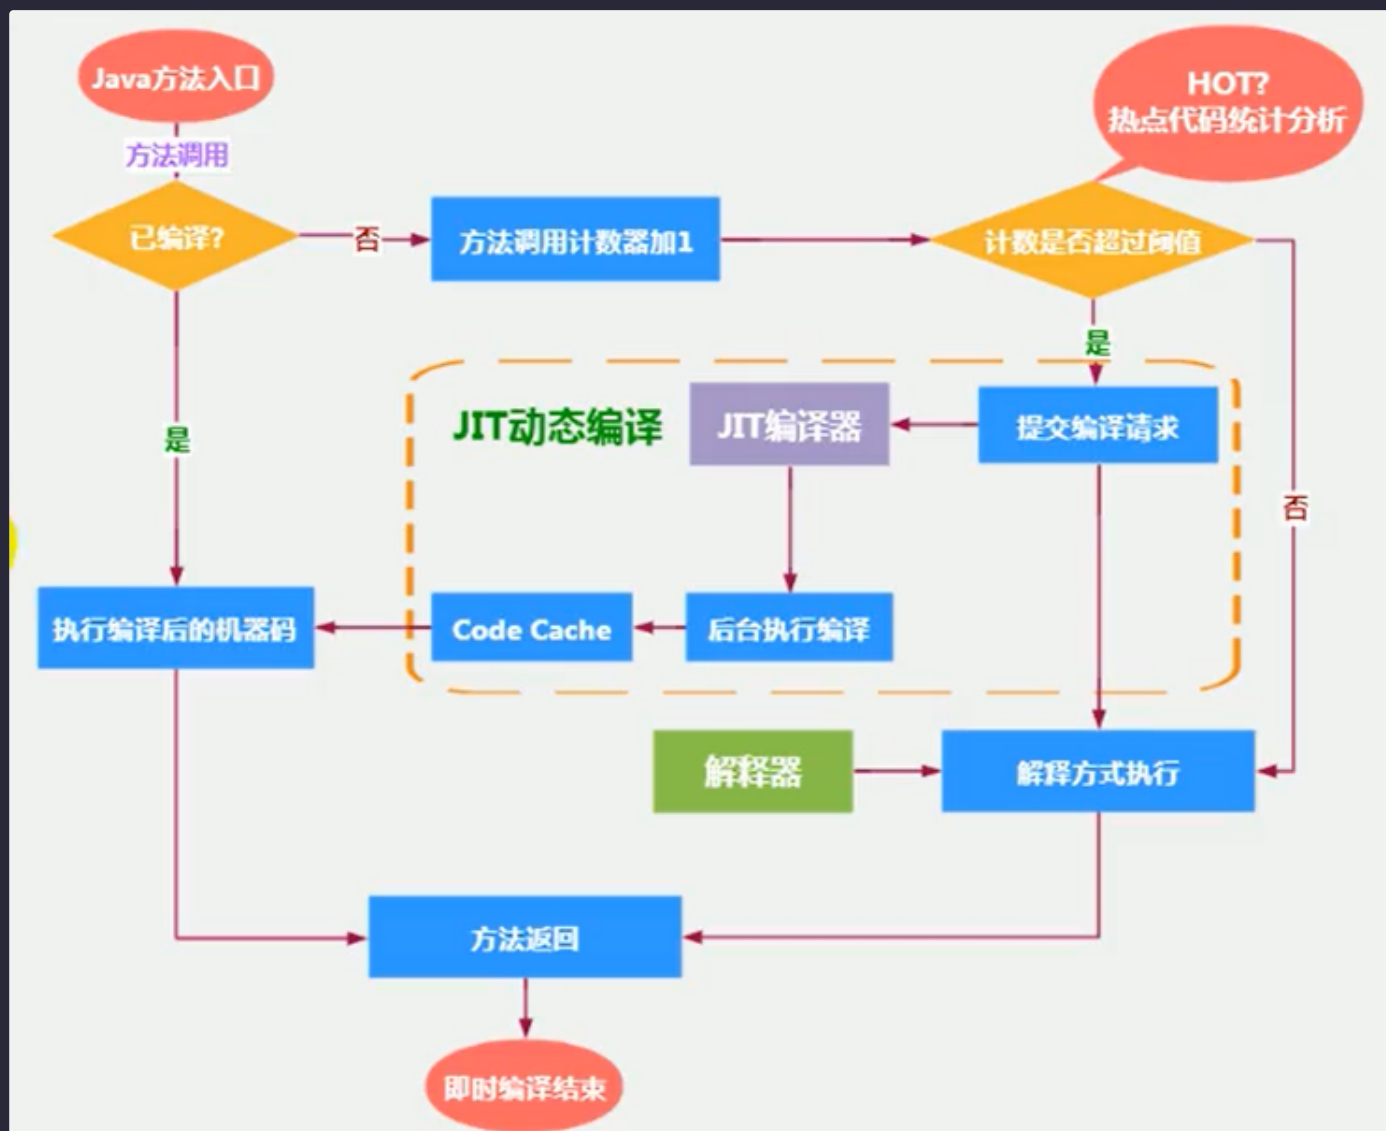 Java方法入口
HOT?
热点代码统计分析
方法调用
已编译?
否
方法调用计数器加1
计数是否超过阈值
是
JIT动态编译
JIT编译器
提交编译请求
是
否
执行编译后的机器码
Code Cache
后台执行编译
解释器
解释方式执行
方法返回
即时编译结束